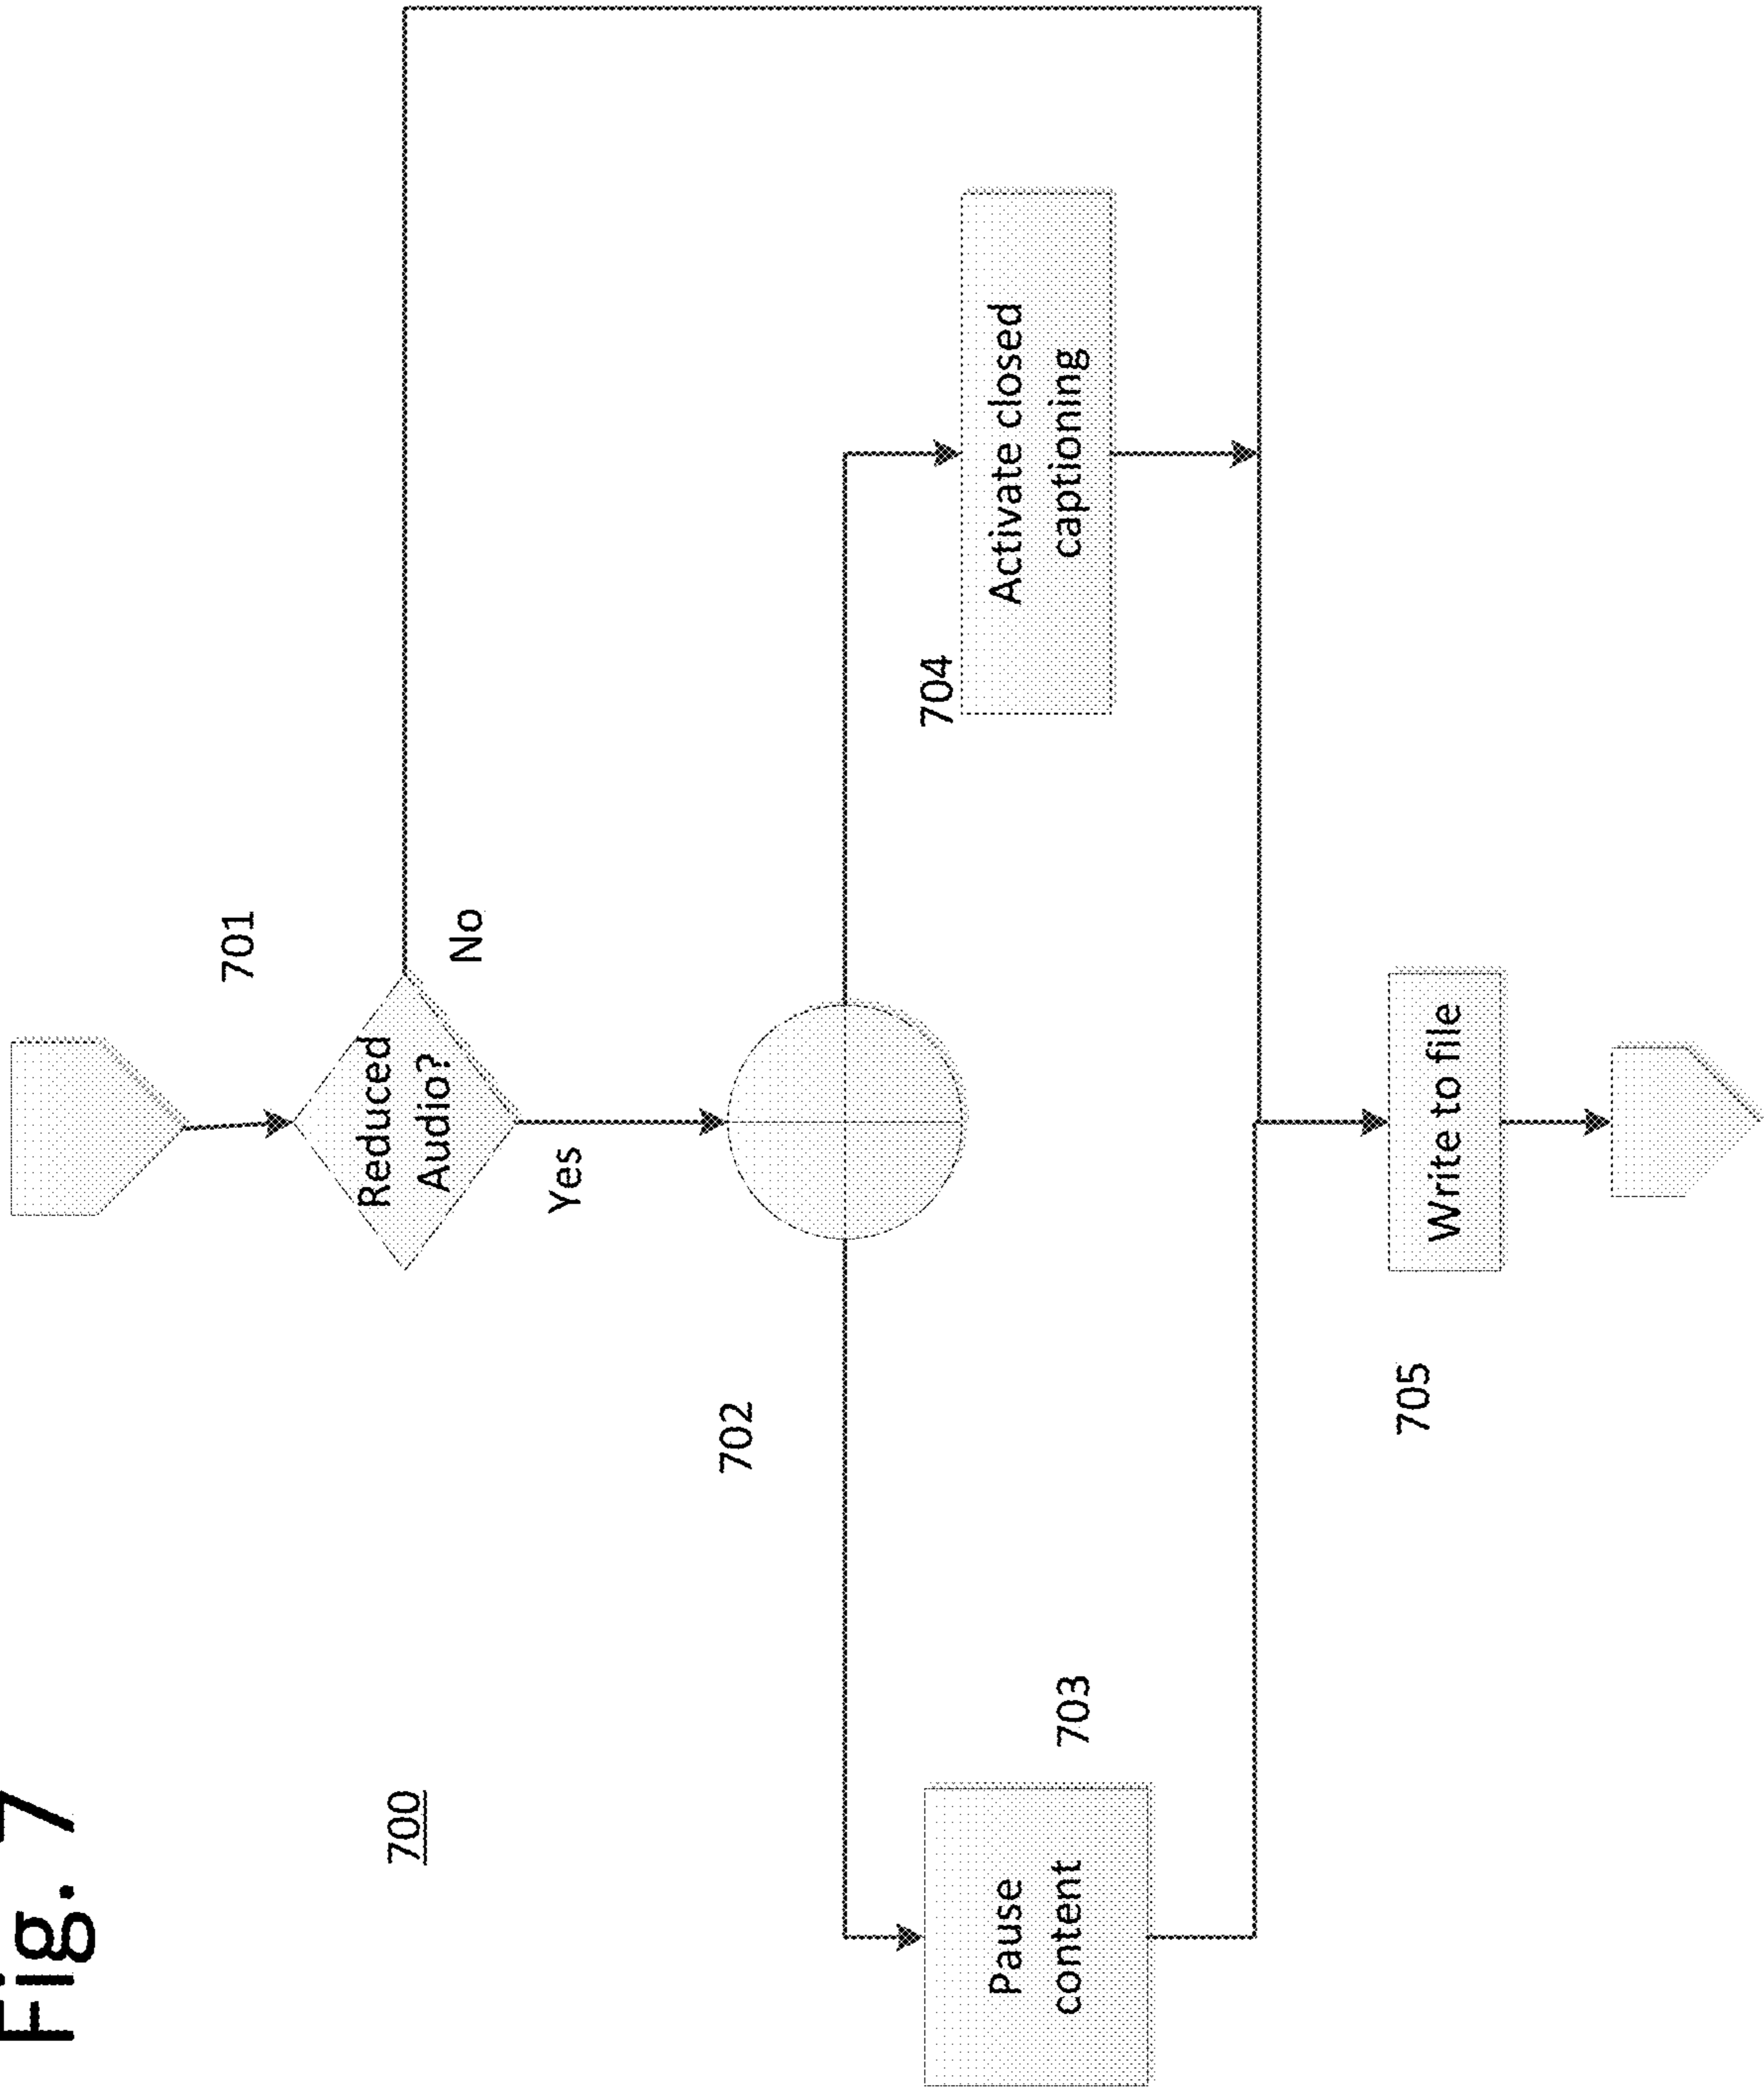 Fig. 7
700
701
Reduced
Audio?
No
Yes
702
704
Activate closed
captioning
703
Pause
content
705
Write to file